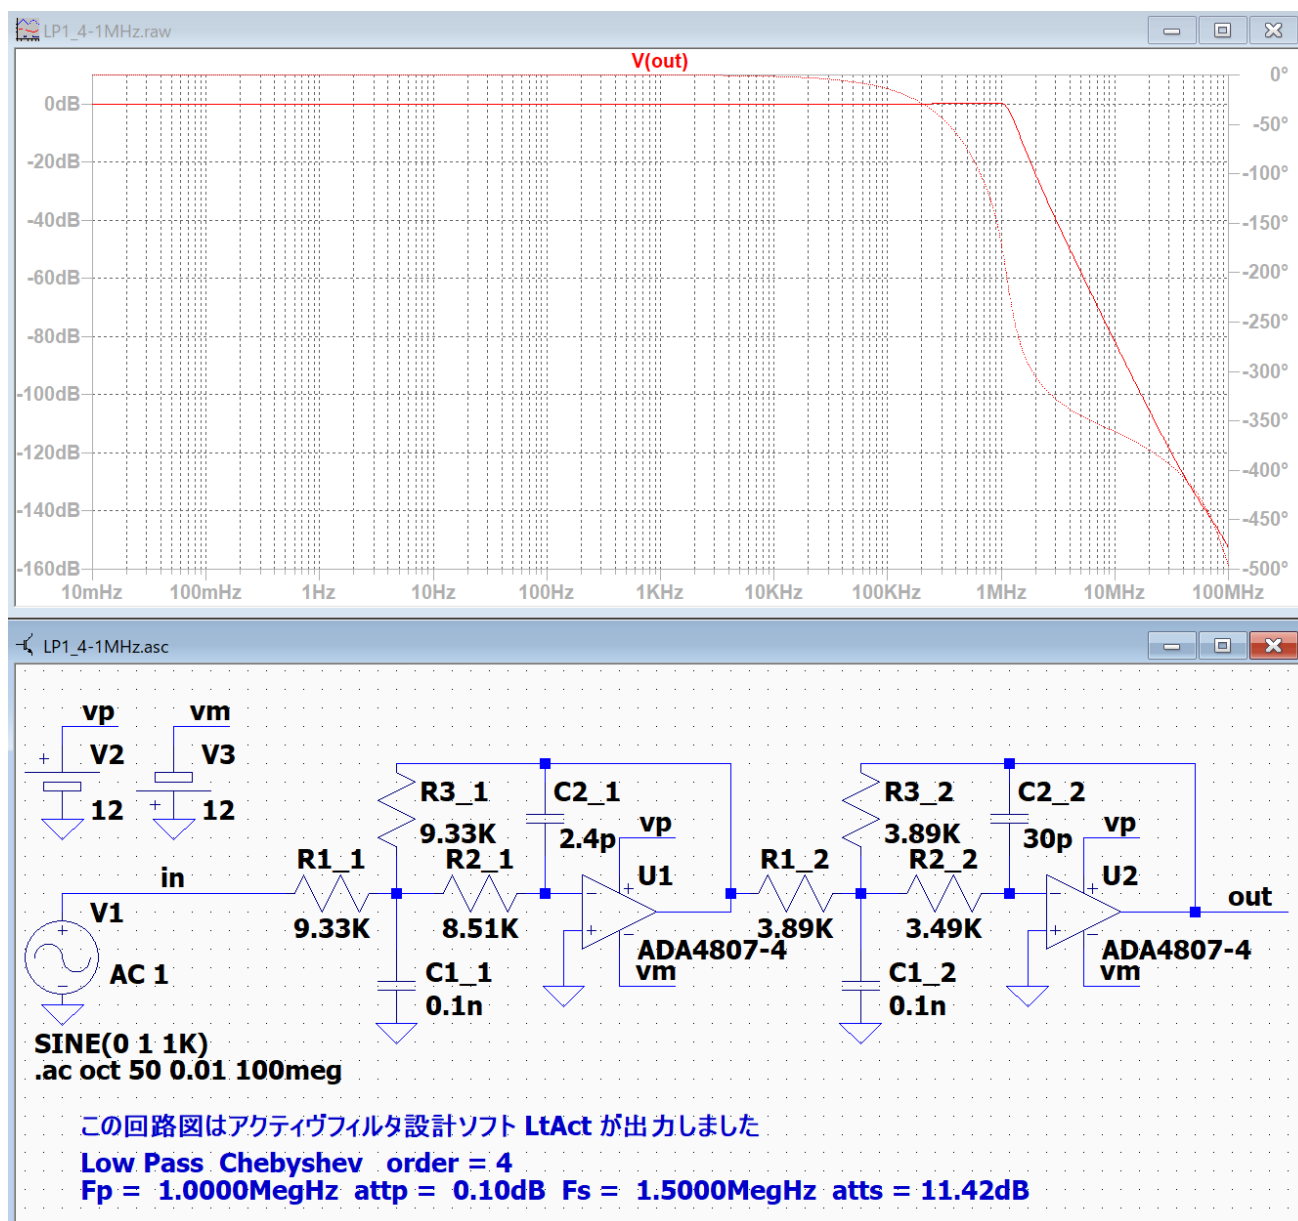 LP1_4-1MHz.raw
V(out)
0dB
-20dB
-40dB
-60dB
-80dB
-100dB
-120dB
-140dB
-160dB
0°
-50°
-100°
-150°
-200°
-250°
-300°
-350°
-400°
-450°
-500°
10mHz 100mHz 1Hz 10Hz 100Hz 1KHz 10KHz 100KHz 1MHz 10MHz 100MHz
LP1_4-1MHz.asc
vp vm
V2 V3
12 12
R3_1 C2_1 R3_2 C2_2
9.33K 2.4p vp 3.89K 30p vp
in R1_1 R2_1 U1 R1_2 R2_2 U2 out
V1 9.33K 8.51K 3.89K 3.49K
ADA4807-4 ADA4807-4
AC 1 C1_1 vm C1_2 vm
0.1n 0.1n
SINE(0 1 1K)
.ac oct 50 0.01 100meg
この回路図はアクティヴフィルタ設計ソフト LtAct が出力しました
Low Pass Chebyshev order = 4
Fp = 1.0000MegHz attp = 0.10dB Fs = 1.5000MegHz atts = 11.42dB